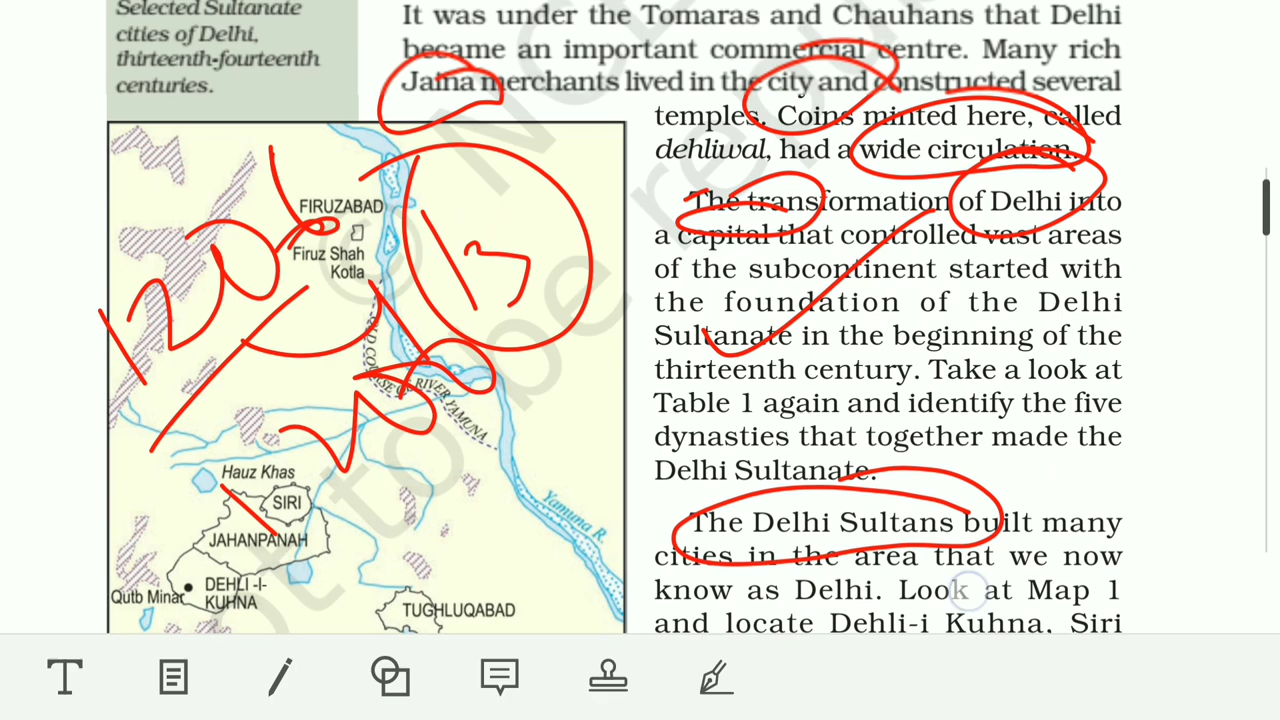 Selected Sultanate
cities of Delhi,
thirteenth-fourteenth
centuries.
It was under the Tomaras and Chauhans that Delhi
became an important commercial centre. Many rich
Jaina merchants lived in the city and constructed several
temples. Coins minted here, called
dehliwal, had a wide circulation.
The transformation of Delhi into
a capital that controlled vast areas
of the subcontinent started with
the foundation of the Delhi
Sultanate in the beginning of the
thirteenth century. Take a look at
Table 1 again and identify the five
dynasties that together made the
Delhi Sultanate.
The Delhi Sultans built many
cities in the area that we now
know as Delhi. Look at Map 1
and locate Dehli-i Kuhna, Siri
FIRUZABAD
Firuz Shah
Kotla
OLD COURSE OF RIVER YAMUNA
Yamuna R.
Hauz Khas
SIRI
JAHANPANAH
DEHLI -I-
KUHNA
Qutb Minar
TUGHLUQABAD
13